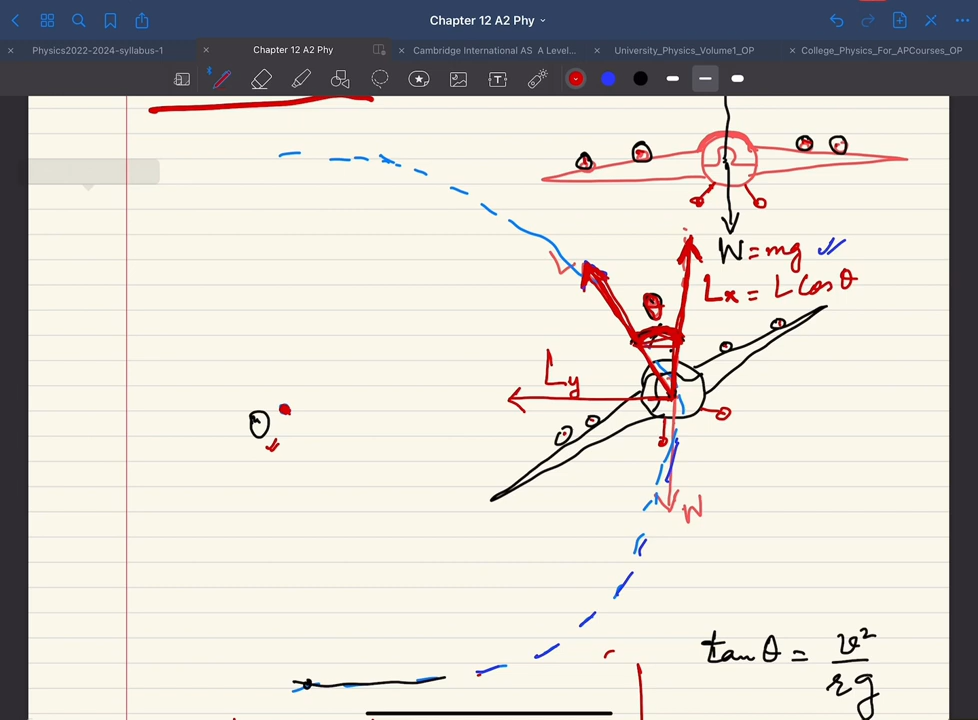 Chapter 12 A2 Phy
Physics2022-2024-syllabus-1
Chapter 12 A2 Phy
Cambridge International AS A Level...
University_Physics_Volume1_OP
College_Physics_For_APCourses_OP
W = mg
Lx = L Cos θ
θ
Ly
O
W
tan θ = v²/rg